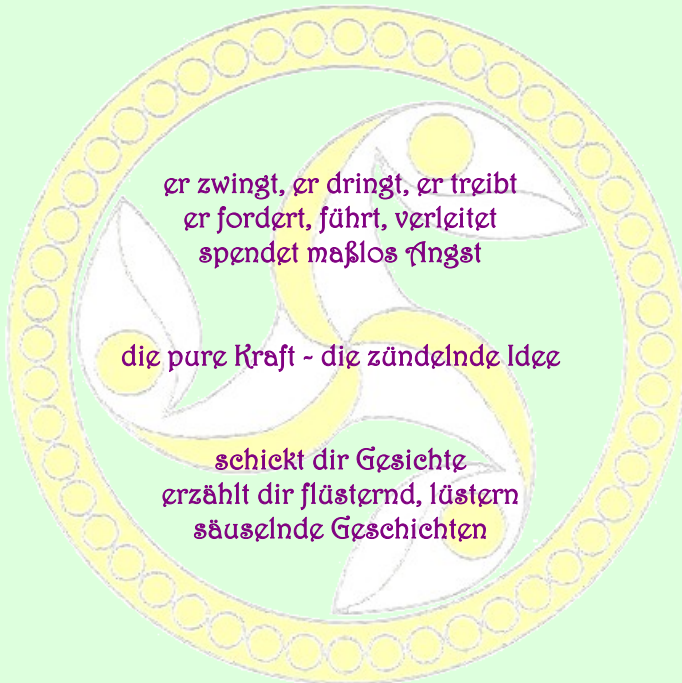 er zwingt, er dringt, er treibt
er fordert, führt, verleitet
spendet maßlos Angst
die pure Kraft - die zündelnde Idee
schickt dir Gesichte
erzählt dir flüsternd, lüstern
säuselnde Geschichten